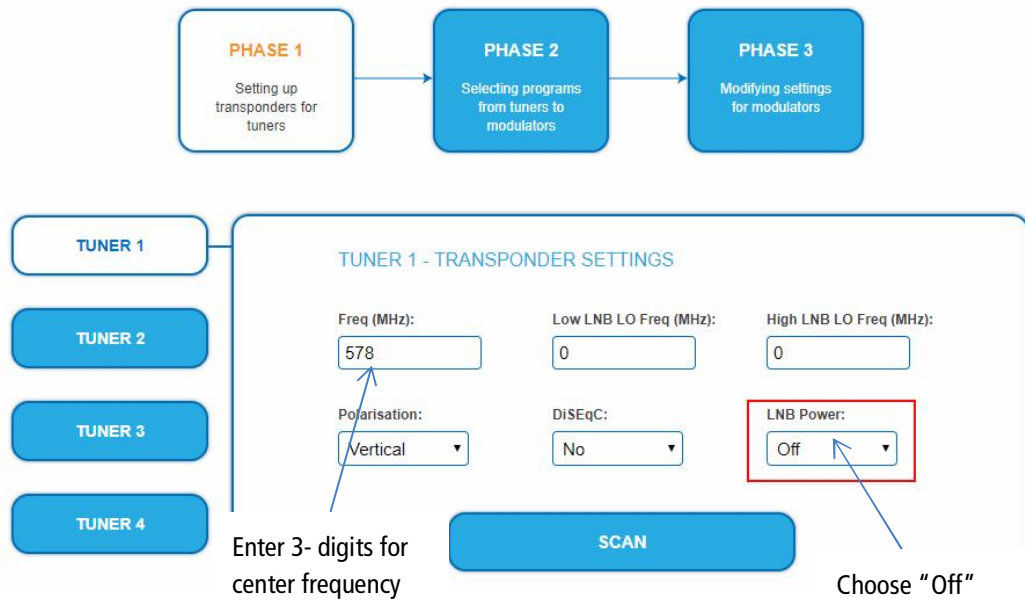 PHASE 1
Setting up
transponders for
tuners
PHASE 2
Selecting programs
from tuners to
modulators
PHASE 3
Modifying settings
for modulators
TUNER 1
TUNER 2
TUNER 3
TUNER 4
TUNER 1 - TRANSPONDER SETTINGS
Freq (MHz):
578
Low LNB LO Freq (MHz):
0
High LNB LO Freq (MHz):
0
Polarisation:
Vertical
DiSEqC:
No
LNB Power:
Off
SCAN
Enter 3- digits for
center frequency
Choose "Off"